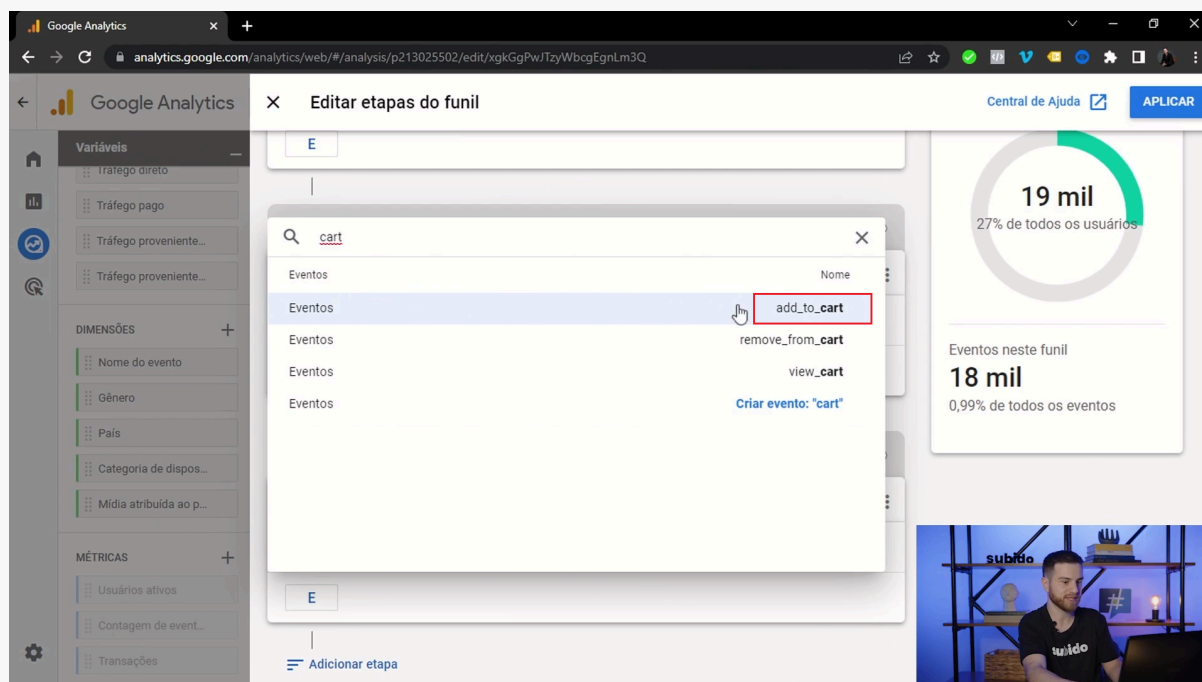 Google Analytics
analytics.google.com/analytics/web/#/analysis/p213025502/edit/xgkGgPwJTzyWbcgEgnLm3Q
Google Analytics
Editar etapas do funil
Central de Ajuda
APLICAR
Variáveis
Tráfego direto
Tráfego pago
Tráfego proveniente...
Tráfego proveniente...
DIMENSÕES
Nome do evento
Gênero
País
Categoria de dispos...
Mídia atribuída ao p...
MÉTRICAS
Usuários ativos
Contagem de event...
Transações
E
cart
Eventos Nome
Eventos add_to_cart
Eventos remove_from_cart
Eventos view_cart
Eventos Criar evento: "cart"
E
Adicionar etapa
19 mil
27% de todos os usuários
Eventos neste funil
18 mil
0,99% de todos os eventos
subido
#
subido